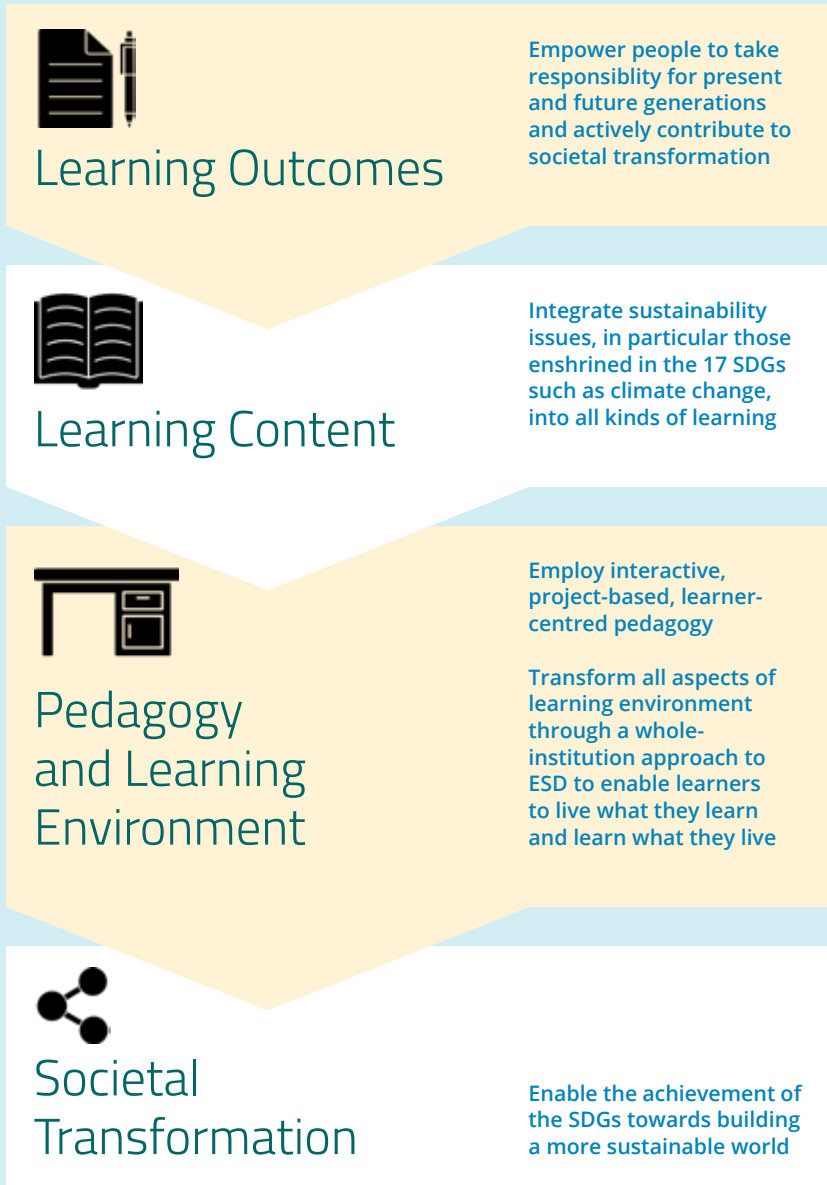 Learning Outcomes
Empower people to take
responsiblity for present
and future generations
and actively contribute to
societal transformation
Learning Content
Integrate sustainability
issues, in particular those
enshrined in the 17 SDGs
such as climate change,
into all kinds of learning
Pedagogy
and Learning
Environment
Employ interactive,
project-based, learner-
centred pedagogy
Transform all aspects of
learning environment
through a whole-
institution approach to
ESD to enable learners
to live what they learn
and learn what they live
Societal
Transformation
Enable the achievement of
the SDGs towards building
a more sustainable world